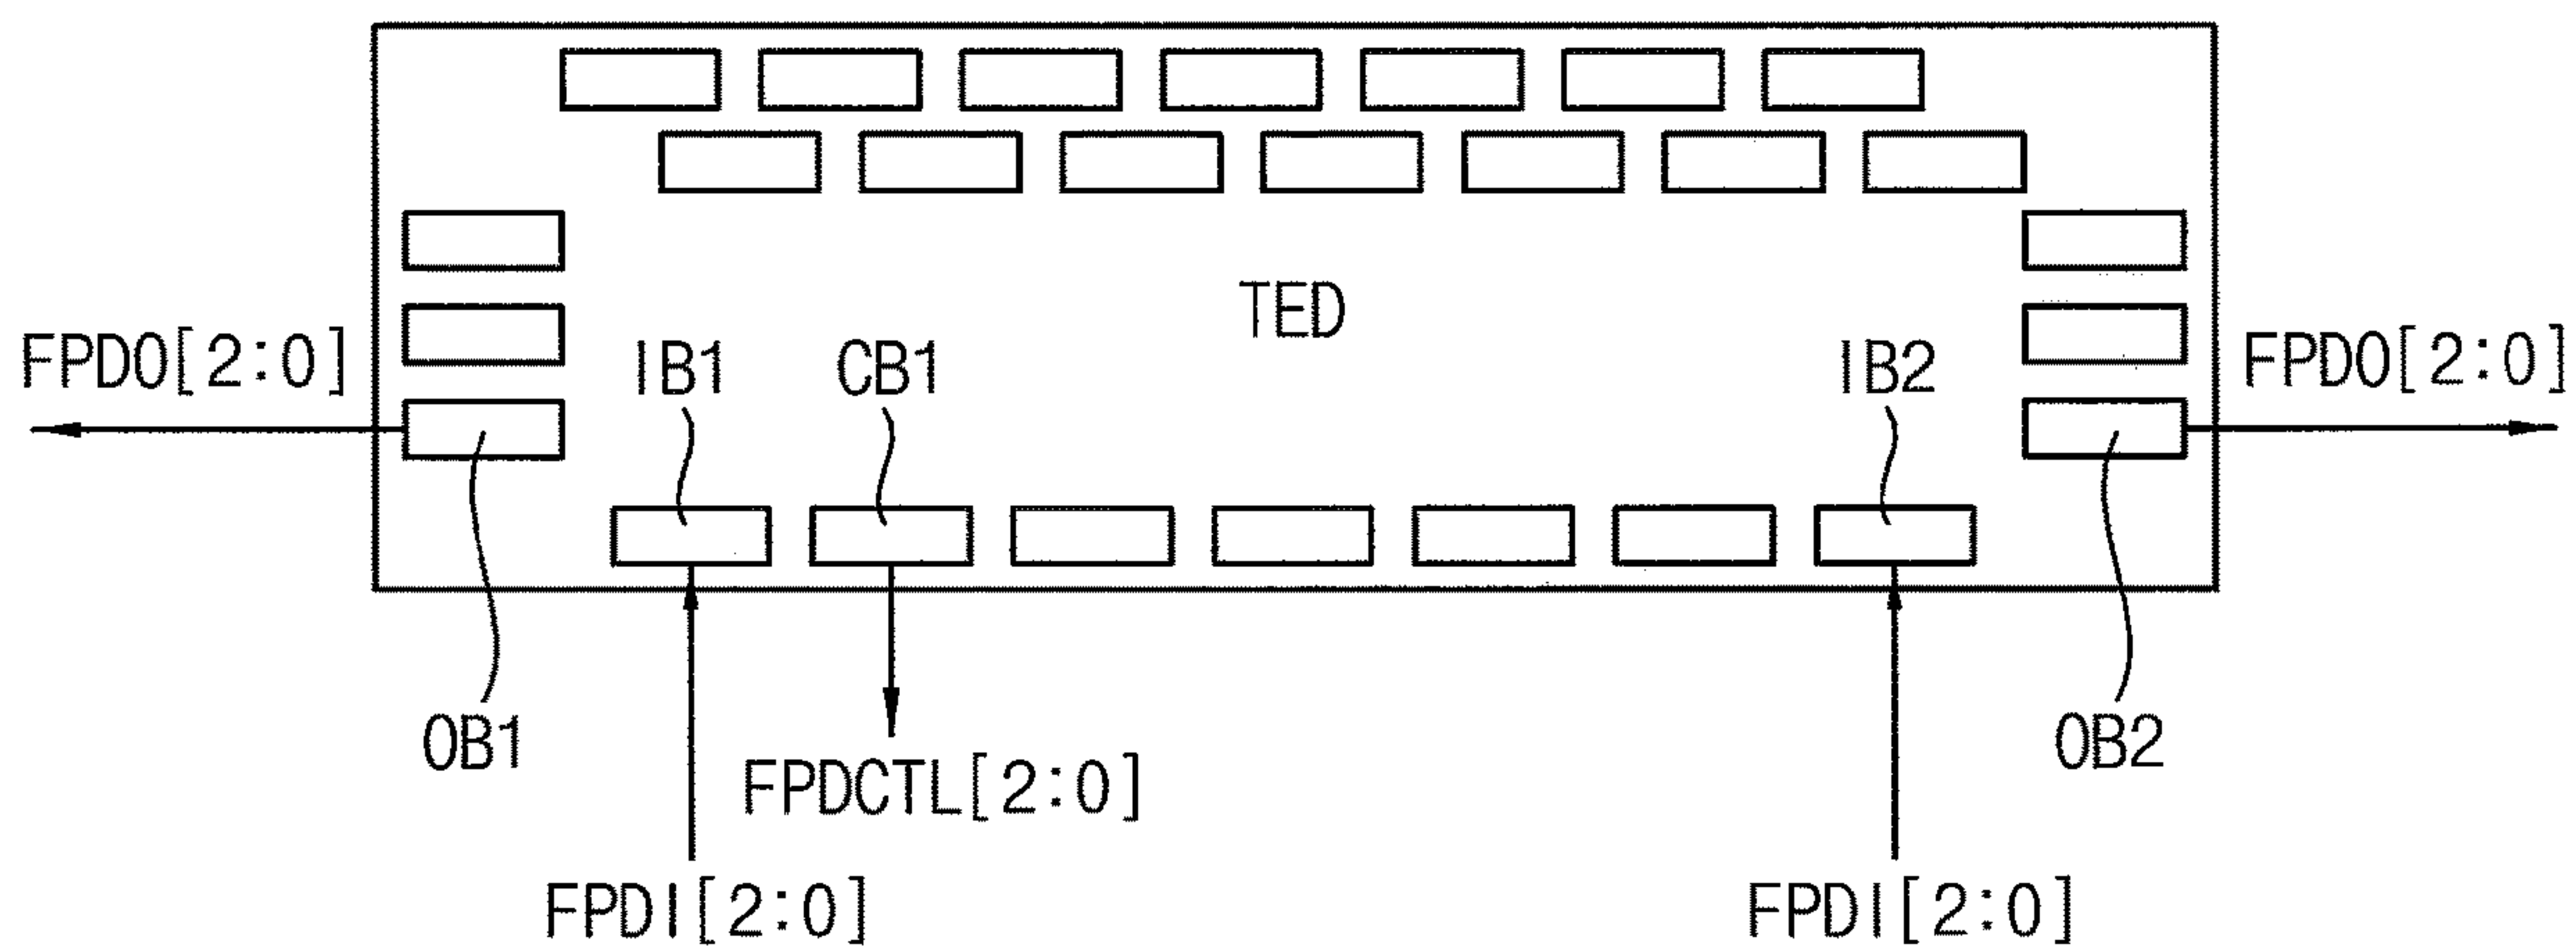 TED
FPDO[2:0]
IB1
CB1
IB2
FPDO[2:0]
OB1
OB2
FPDCTL[2:0]
FPDI[2:0]
FPDI[2:0]